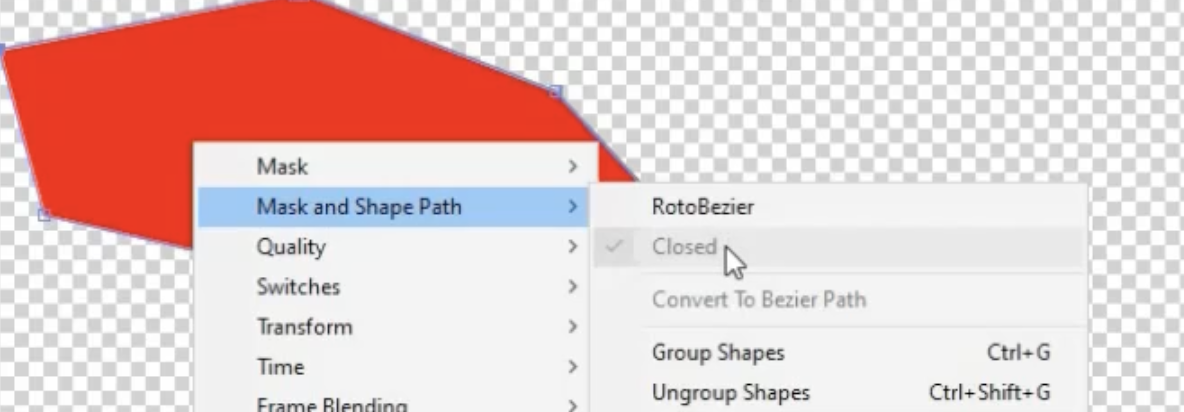 Mask
Mask and Shape Path
RotoBezier
Quality
Closed
Switches
Convert To Bezier Path
Transform
Group Shapes Ctrl+G
Time
Ungroup Shapes Ctrl+Shift+G
Frame Blending